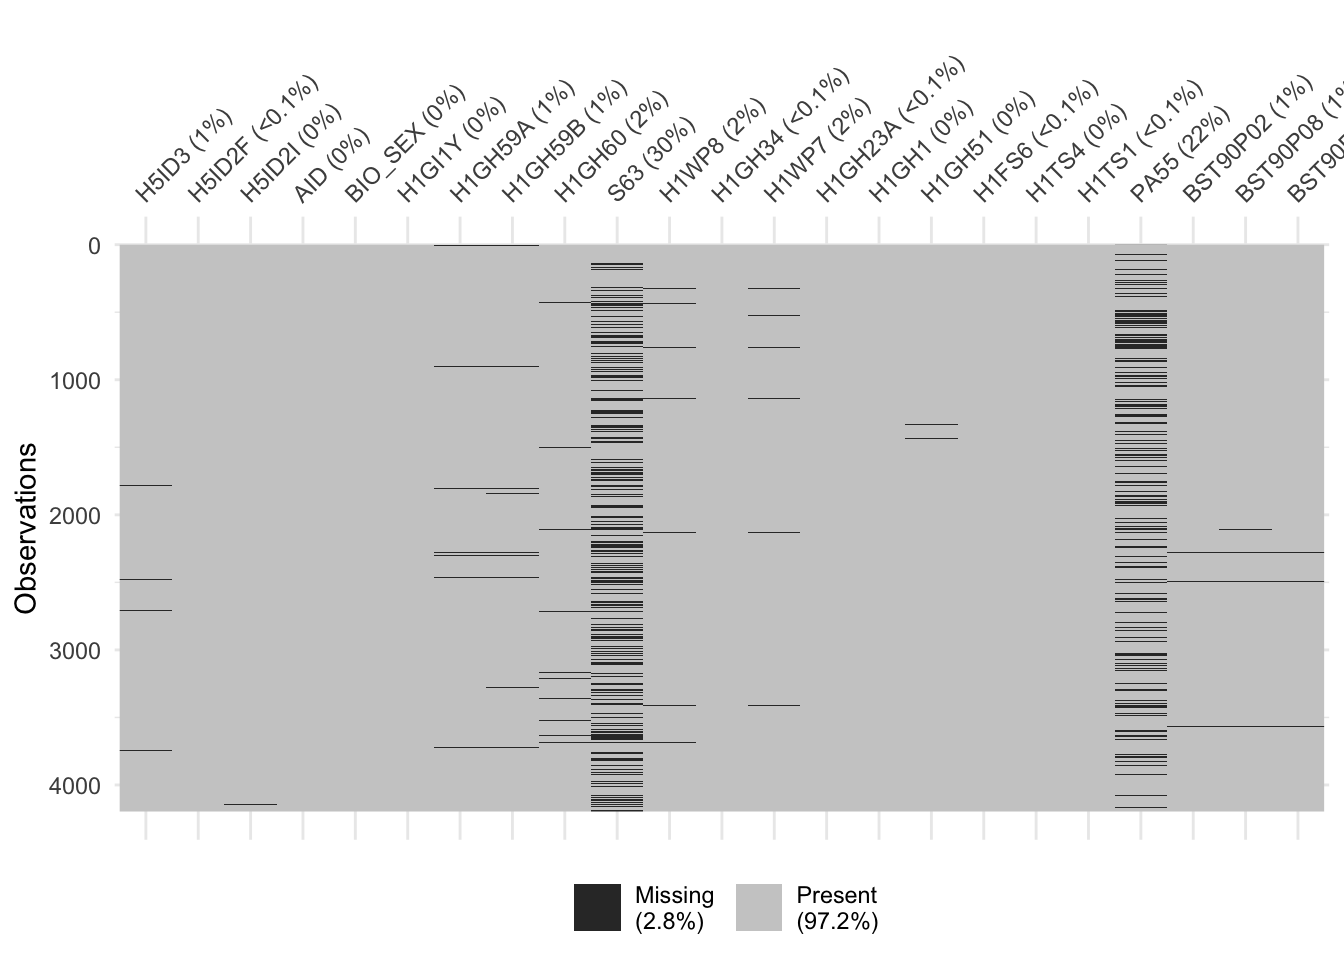 H5ID3 (1%)
H5ID2F (<0.1%)
H5ID2I (0%)
AID (0%)
BIO_SEX (0%)
H1GI1Y (0%)
H1GH59A (1%)
H1GH59B (1%)
H1GH60 (2%)
S63 (30%)
H1WP8 (2%)
H1GH34 (<0.1%)
H1WP7 (2%)
H1GH23A (<0.1%)
H1GH1 (0%)
H1GH51 (0%)
H1FS6 (<0.1%)
H1TS4 (0%)
H1TS1 (<0.1%)
PA55 (22%)
BST90P02 (1%)
BST90P08 (1%
BST90
Observations
0
1000
2000
3000
4000
Missing
(2.8%)
Present
(97.2%)